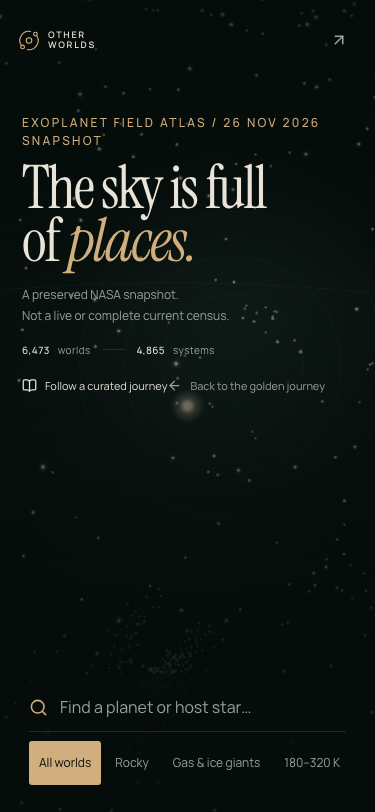 OTHER
WORLDS
EXOPLANET FIELD ATLAS / 26 NOV 2026
SNAPSHOT
The sky is full
of places.
A preserved NASA snapshot.
Not a live or complete current census.
6,473 worlds 4,865 systems
Follow a curated journey Back to the golden journey
Find a planet or host star...
All worlds Rocky Gas & ice giants 180–320 K